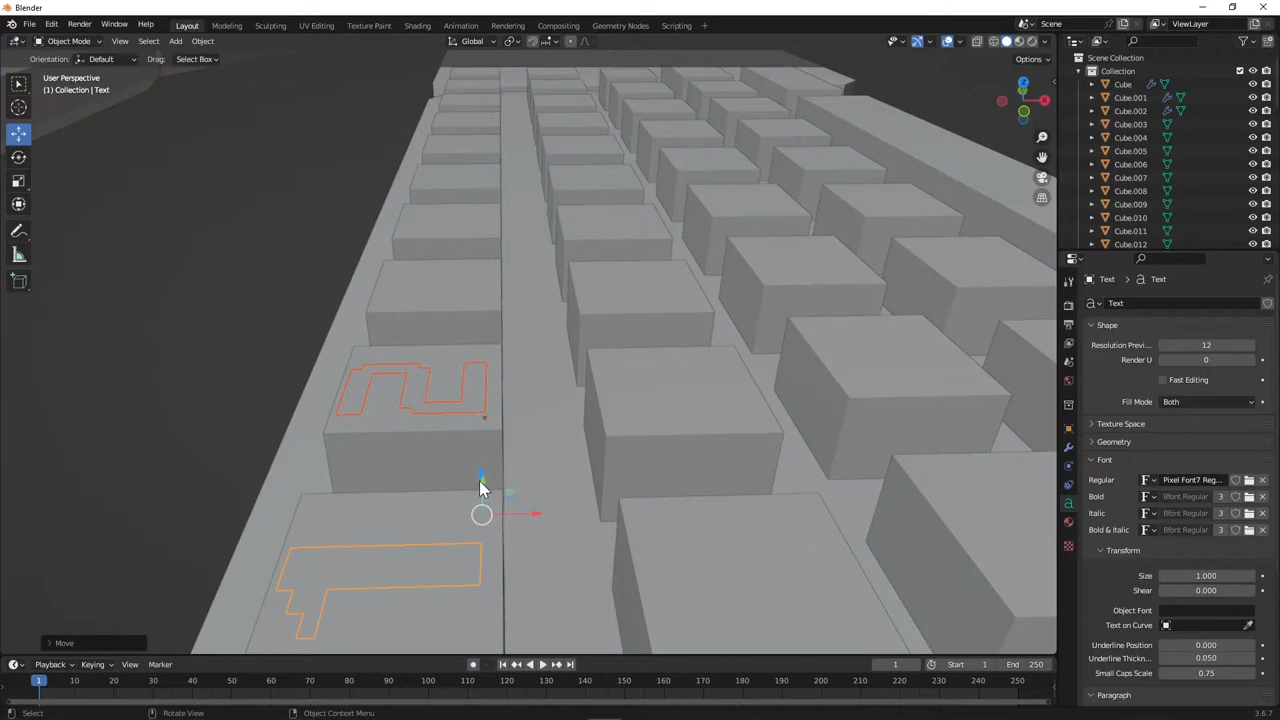 Blender
File Edit Render Window Help Layout Modeling Sculpting UV Editing Texture Paint Shading Animation Rendering Compositing Geometry Nodes Scripting + Scene ViewLayer
Object Mode View Select Add Object Global
Orientation: Default Drag: Select Box Options
User Perspective
(1) Collection | Text
Z
X
Move
Scene Collection
Collection
Cube
Cube.001
Cube.002
Cube.003
Cube.004
Cube.005
Cube.006
Cube.007
Cube.008
Cube.009
Cube.010
Cube.011
Cube.012
Text > Text
Text
Shape
Resolution Previ... 12
Render U 0
Fast Editing
Fill Mode Both
Texture Space
Geometry
Font
Regular Pixel Font7 Reg...
Bold Bfont Regular 3
Italic Bfont Regular 3
Bold & Italic Bfont Regular 3
Transform
Size 1.000
Shear 0.000
Object Font
Text on Curve
Underline Position 0.000
Underline Thickn... 0.050
Small Caps Scale 0.75
Paragraph
Playback Keying View Marker 1 Start 1 End 250
1 10 20 30 40 50 60 70 80 90 100 110 120 130 140 150 160 170 180 190 200 210 220 230 240 250
Select Rotate View Object Context Menu 3.6.7